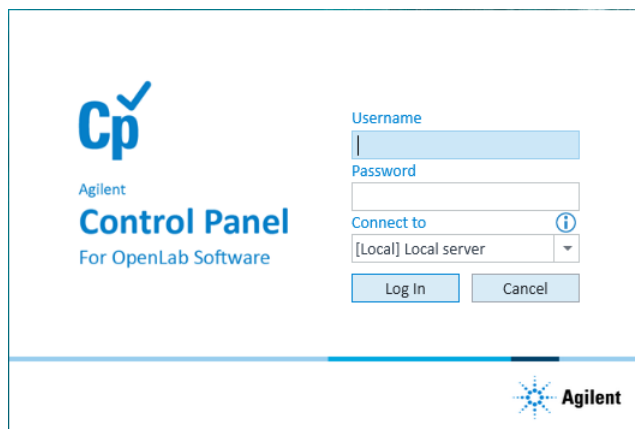 Cp
Agilent
Control Panel
For OpenLab Software
Username
Password
Connect to
[Local] Local server
Log In
Cancel
Agilent